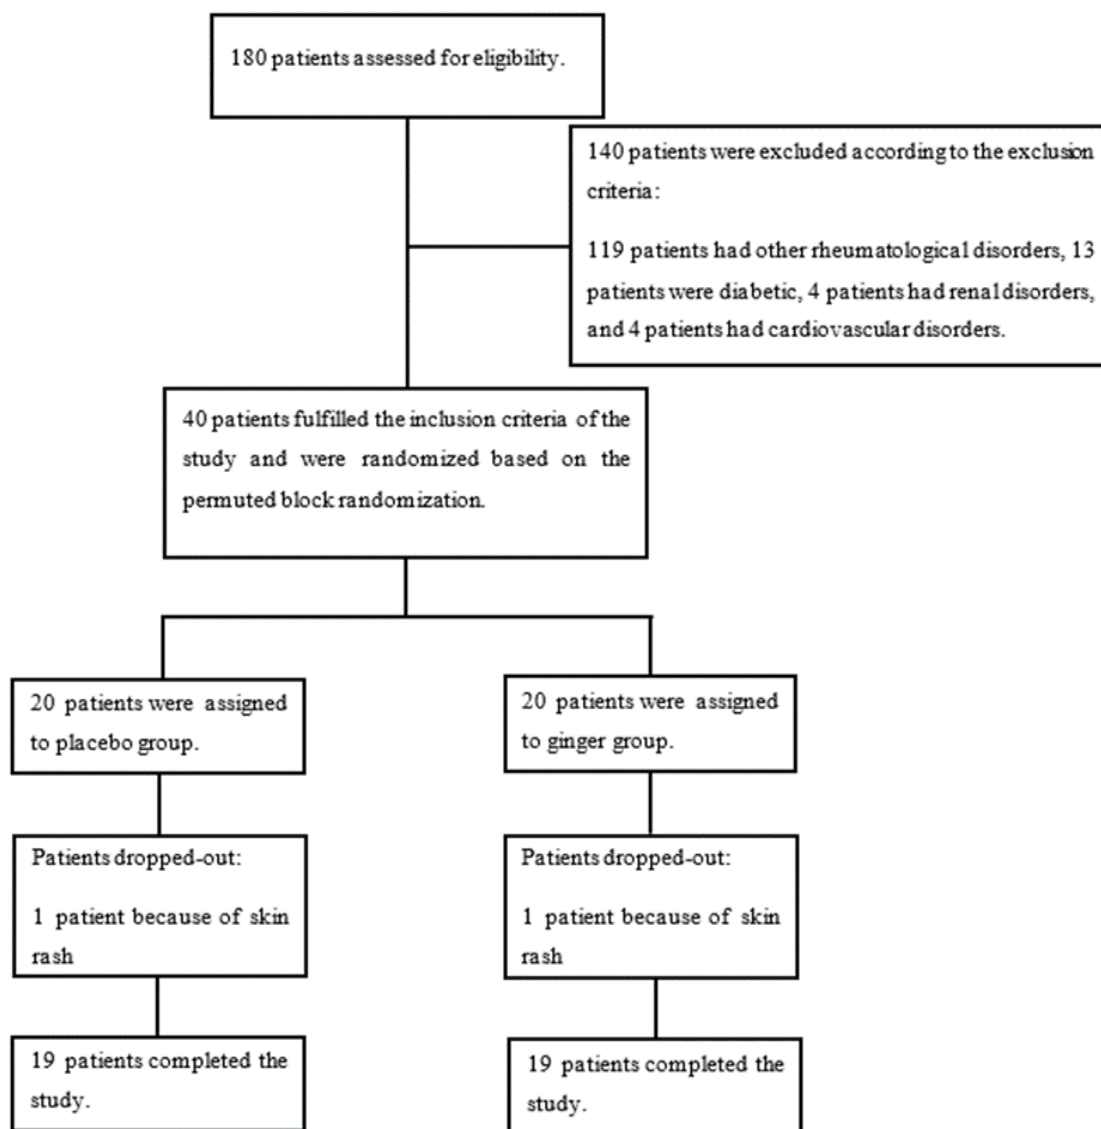 180 patients assessed for eligibility.
140 patients were excluded according to the exclusion
criteria:
119 patients had other rheumatological disorders, 13
patients were diabetic, 4 patients had renal disorders,
and 4 patients had cardiovascular disorders.
40 patients fulfilled the inclusion criteria of the
study and were randomized based on the
permuted block randomization.
20 patients were assigned
to placebo group.
20 patients were assigned
to ginger group.
Patients dropped-out:
1 patient because of skin
rash
Patients dropped-out:
1 patient because of skin
rash
19 patients completed the
study.
19 patients completed the
study.